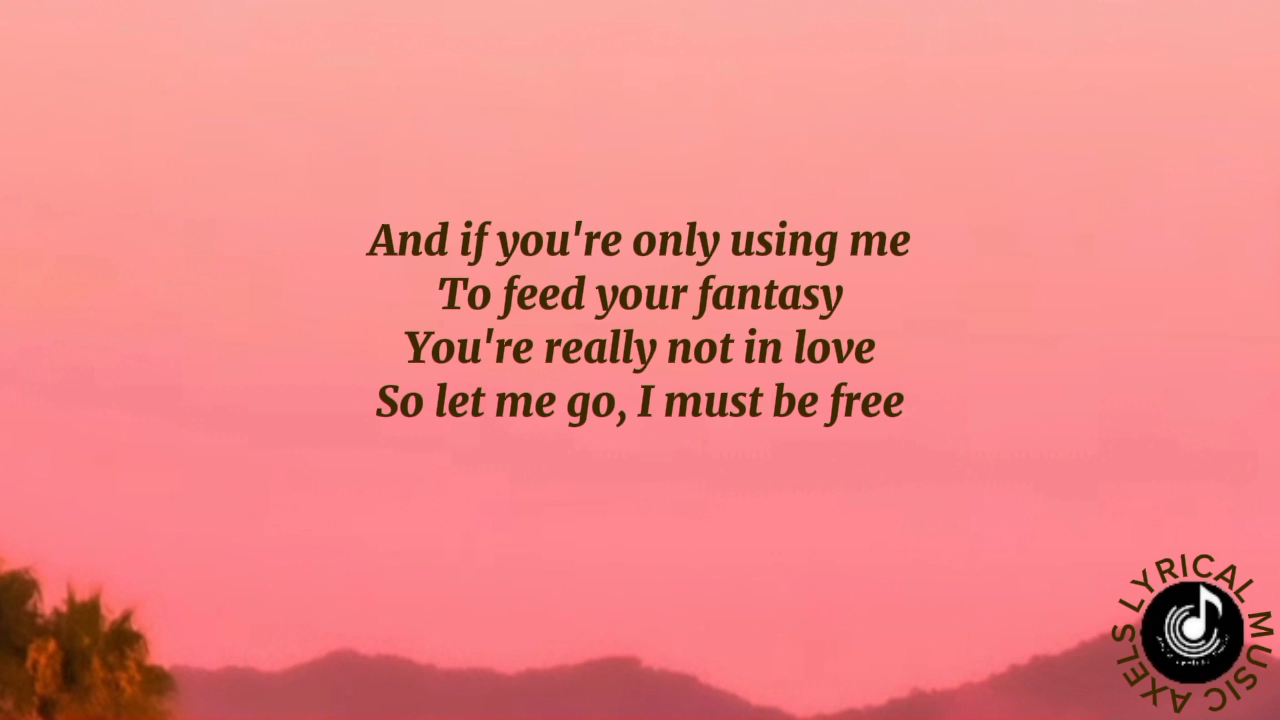 And if you're only using me
To feed your fantasy
You're really not in love
So let me go, I must be free
AXELS LYRICAL MUSIC